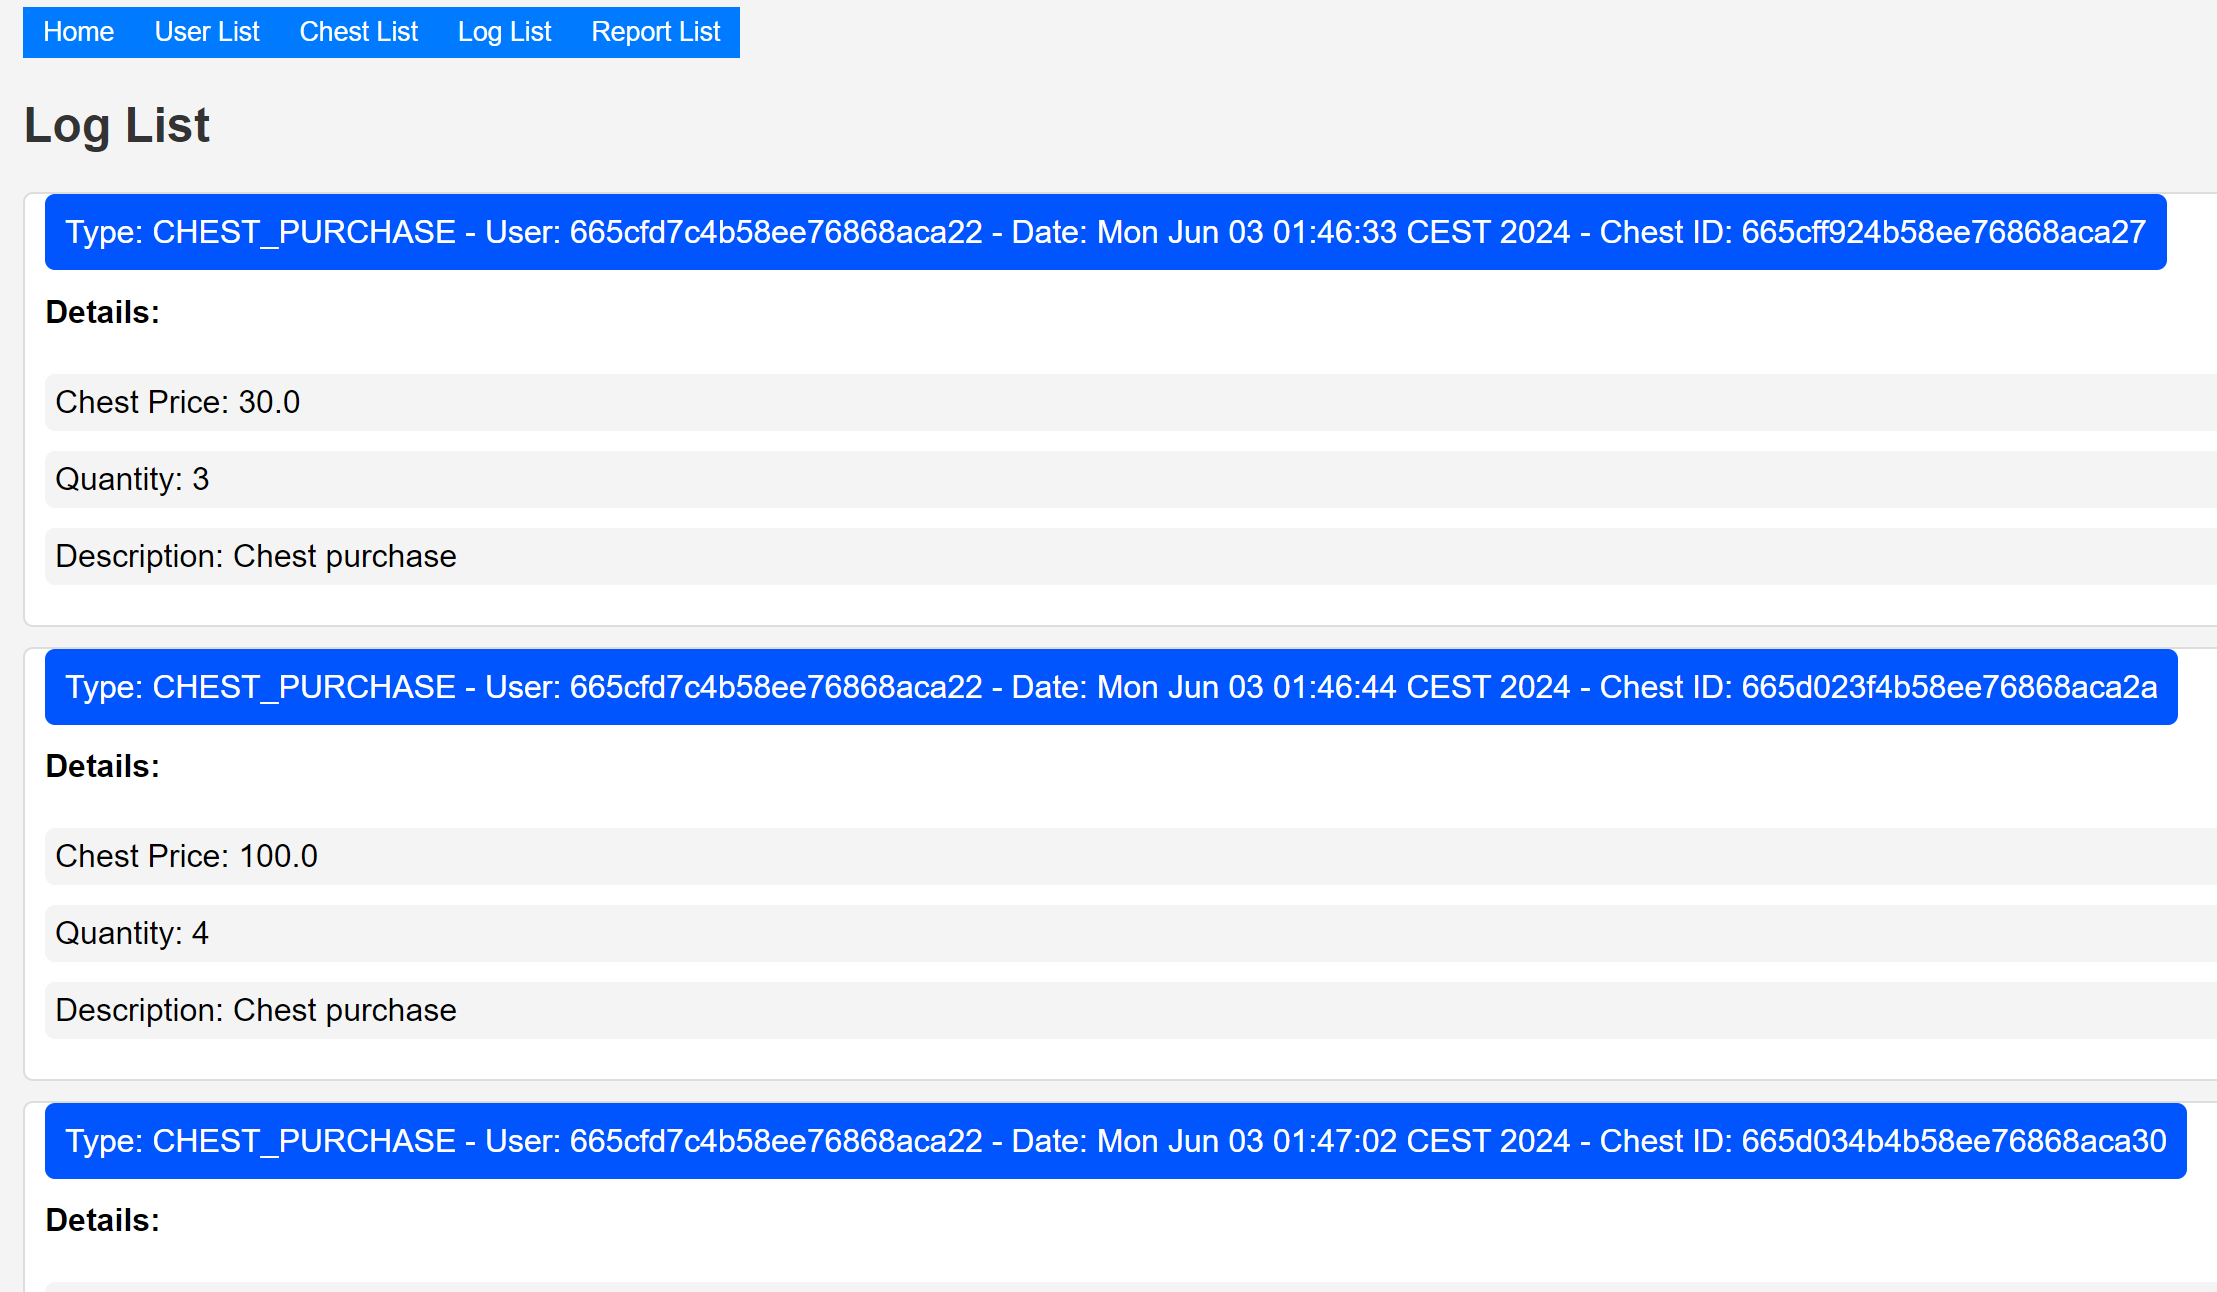 Home User List Chest List Log List Report List
Log List
Type: CHEST_PURCHASE - User: 665cfd7c4b58ee76868aca22 - Date: Mon Jun 03 01:46:33 CEST 2024 - Chest ID: 665cff924b58ee76868aca27
Details:
Chest Price: 30.0
Quantity: 3
Description: Chest purchase
Type: CHEST_PURCHASE - User: 665cfd7c4b58ee76868aca22 - Date: Mon Jun 03 01:46:44 CEST 2024 - Chest ID: 665d023f4b58ee76868aca2a
Details:
Chest Price: 100.0
Quantity: 4
Description: Chest purchase
Type: CHEST_PURCHASE - User: 665cfd7c4b58ee76868aca22 - Date: Mon Jun 03 01:47:02 CEST 2024 - Chest ID: 665d034b4b58ee76868aca30
Details: